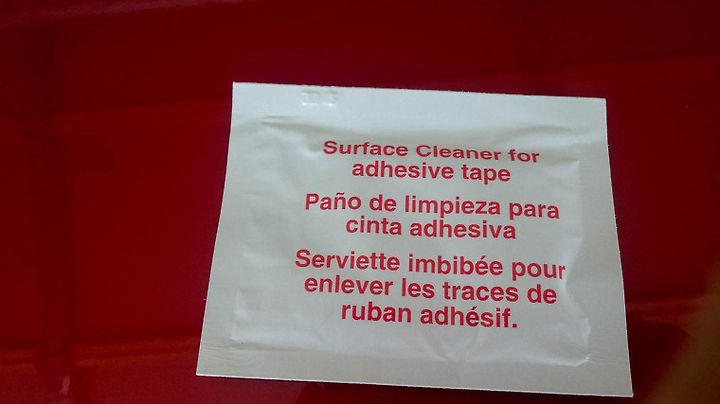 Surface Cleaner for
adhesive tape
Paño de limpieza para
cinta adhesiva
Serviette imbibée pour
enlever les traces de
ruban adhésif.